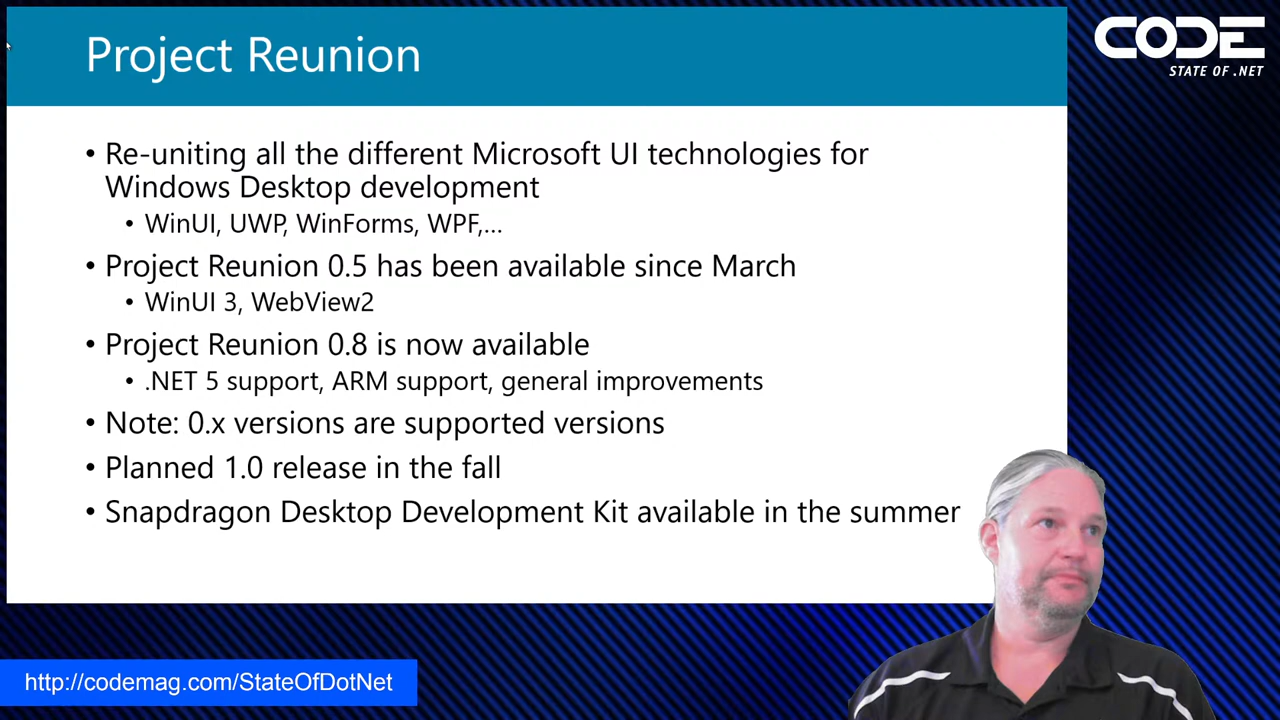 Project Reunion
CODE
STATE OF .NET
• Re-uniting all the different Microsoft UI technologies for
Windows Desktop development
• WinUI, UWP, WinForms, WPF,...
• Project Reunion 0.5 has been available since March
• WinUI 3, WebView2
• Project Reunion 0.8 is now available
• .NET 5 support, ARM support, general improvements
• Note: 0.x versions are supported versions
• Planned 1.0 release in the fall
• Snapdragon Desktop Development Kit available in the summer
http://codemag.com/StateOfDotNet